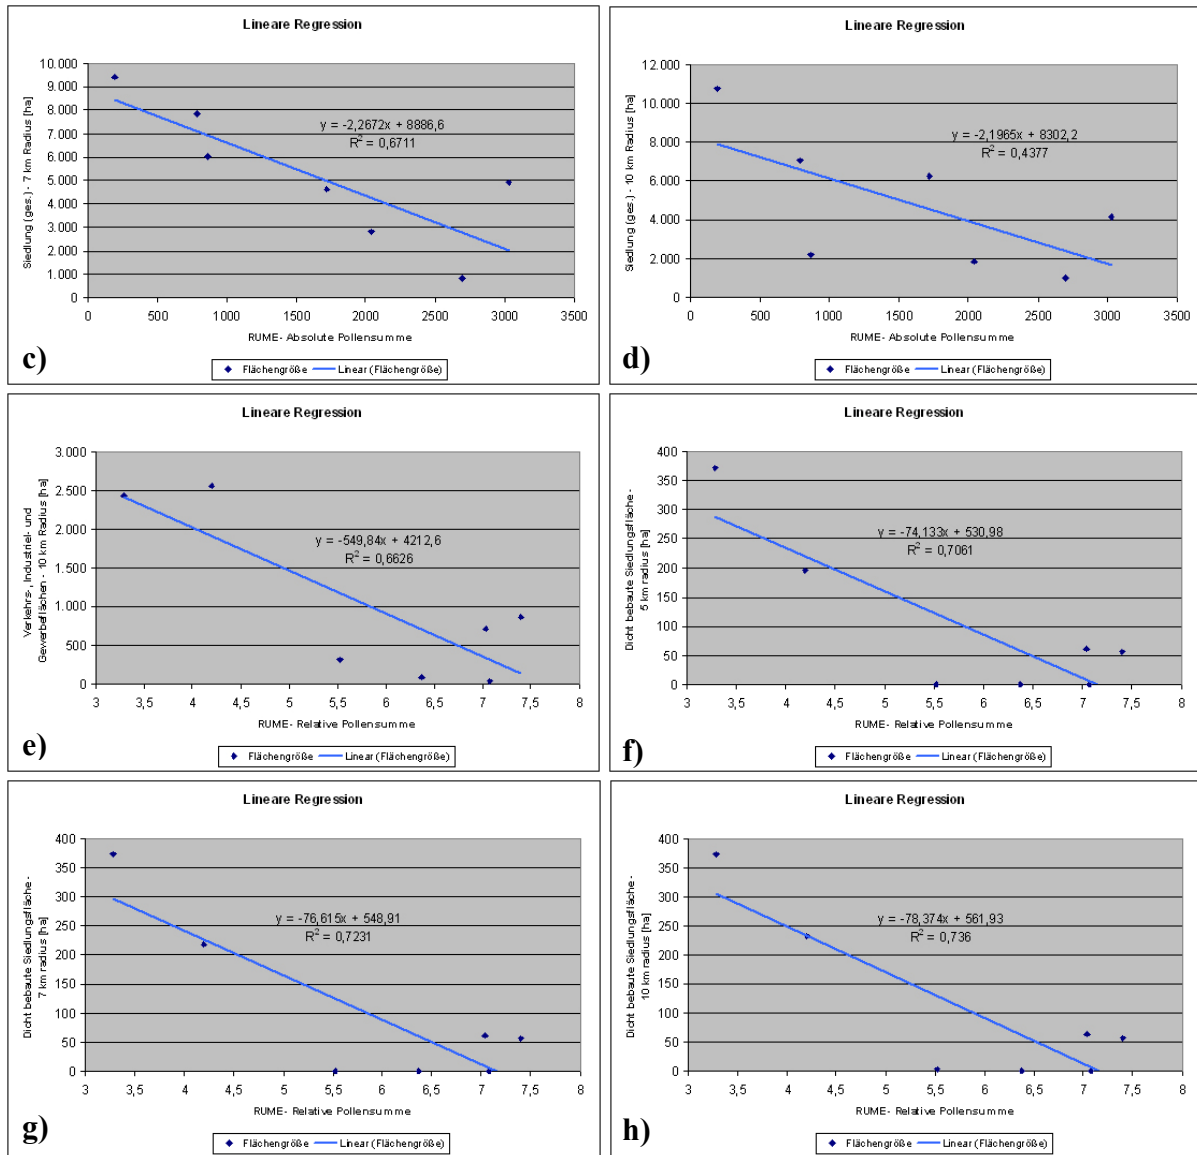 Lineare Regression
Siedlung (ges.) - 7 km Radius [ha]
10.000
9.000
8.000
7.000
6.000
5.000
4.000
3.000
2.000
1.000
0
y = -2,2672x + 8886,6
R² = 0,6711
0 500 1000 1500 2000 2500 3000 3500
RUME- Absolute Pollensumme
c)
Flächengröße Linear (Flächengröße)
Lineare Regression
Siedlung (ges.) - 10 km Radius [ha]
12.000
10.000
8.000
6.000
4.000
2.000
0
y = -2,1965x + 8302,2
R² = 0,4377
0 500 1000 1500 2000 2500 3000 3500
RUME- Absolute Pollensumme
d)
Flächengröße Linear (Flächengröße)
Lineare Regression
Verkehrs-, Industriel- und
Gewerbeflächen - 10 km Radius [ha]
3.000
2.500
2.000
1.500
1.000
500
0
y = -549,84x + 4212,6
R² = 0,6626
3 3,5 4 4,5 5 5,5 6 6,5 7 7,5 8
RUME- Relative Pollensumme
e)
Flächengröße Linear (Flächengröße)
Lineare Regression
Dicht bebaute Siedlungsfläche -
5 km radius [ha]
400
350
300
250
200
150
100
50
0
y = -74,133x + 530,98
R² = 0,7061
3 3,5 4 4,5 5 5,5 6 6,5 7 7,5 8
RUME- Relative Pollensumme
f)
Flächengröße Linear (Flächengröße)
Lineare Regression
Dicht bebaute Siedlungsfläche -
7 km radius [ha]
400
350
300
250
200
150
100
50
0
y = -76,615x + 548,91
R² = 0,7231
3 3,5 4 4,5 5 5,5 6 6,5 7 7,5 8
RUME- Relative Pollensumme
g)
Flächengröße Linear (Flächengröße)
Lineare Regression
Dicht bebaute Siedlungsfläche -
10 km radius [ha]
400
350
300
250
200
150
100
50
0
y = -78,374x + 561,93
R² = 0,736
3 3,5 4 4,5 5 5,5 6 6,5 7 7,5 8
RUME- Relative Pollensumme
h)
Flächengröße Linear (Flächengröße)